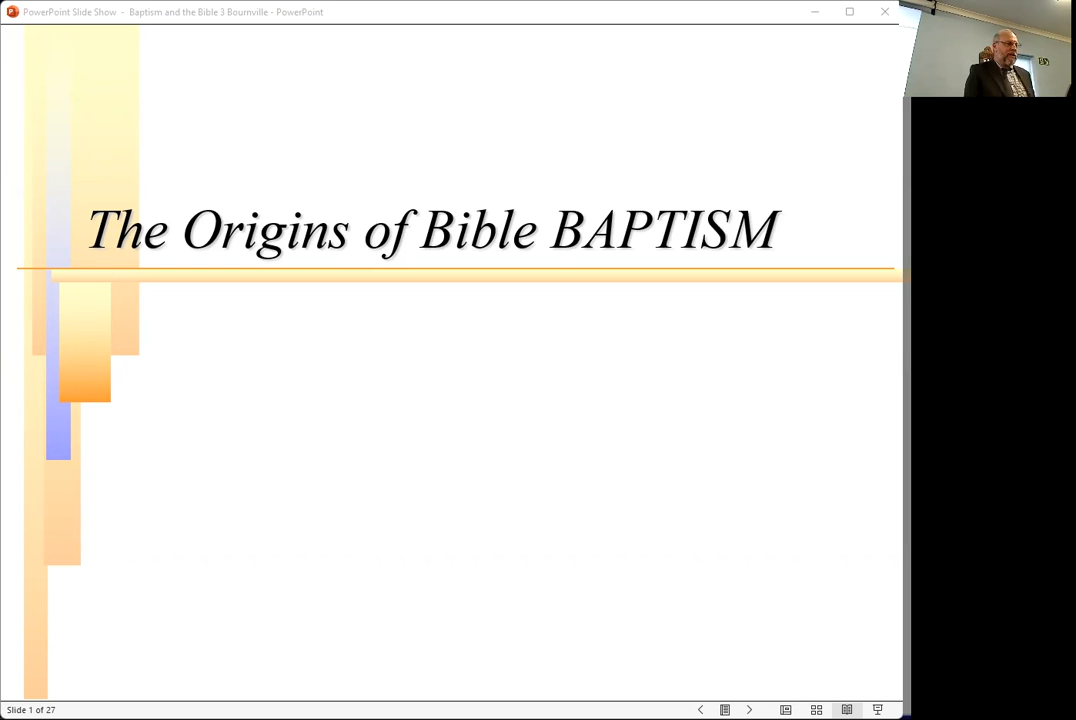 PowerPoint Slide Show - Baptism and the Bible 3 Bournville - PowerPoint
The Origins of Bible BAPTISM
Slide 1 of 27